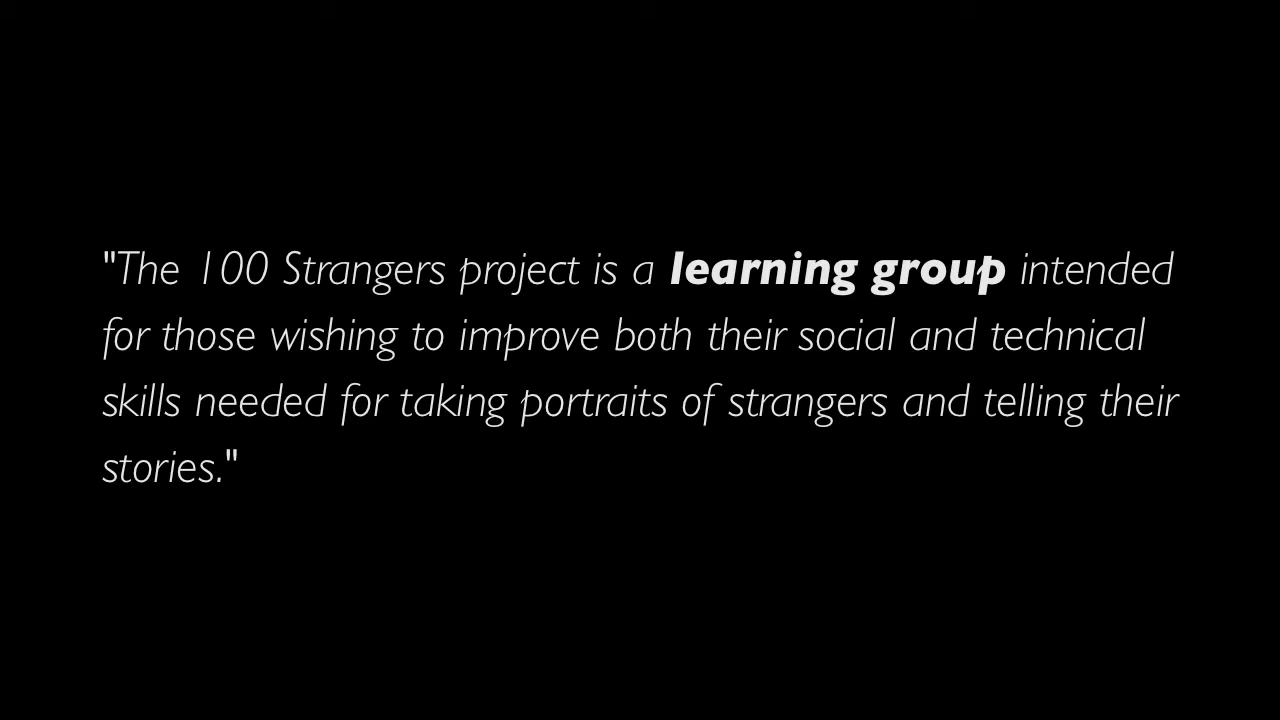 "The 100 Strangers project is a learning group intended
for those wishing to improve both their social and technical
skills needed for taking portraits of strangers and telling their
stories."